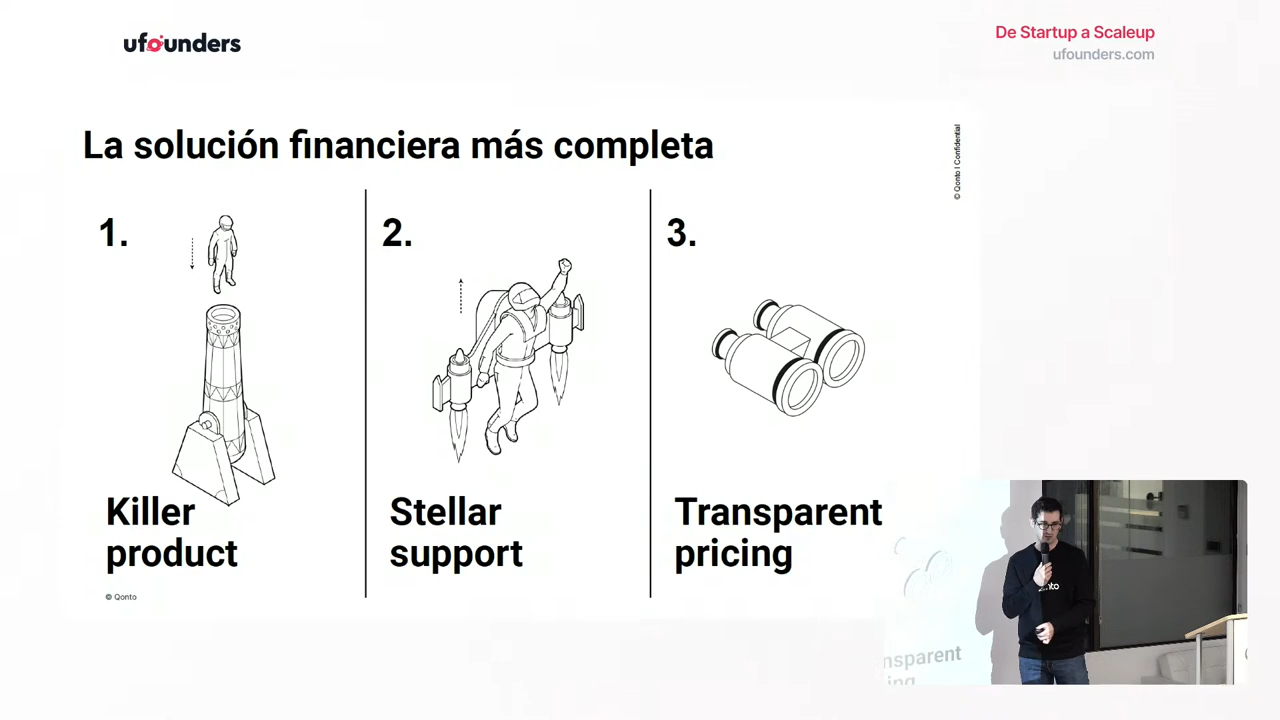 ufounders
De Startup a Scaleup
ufounders.com
La solución financiera más completa
© Qonto I Confidential
1.
2.
3.
Killer
product
Stellar
support
Transparent
pricing
© Qonto
nsparent